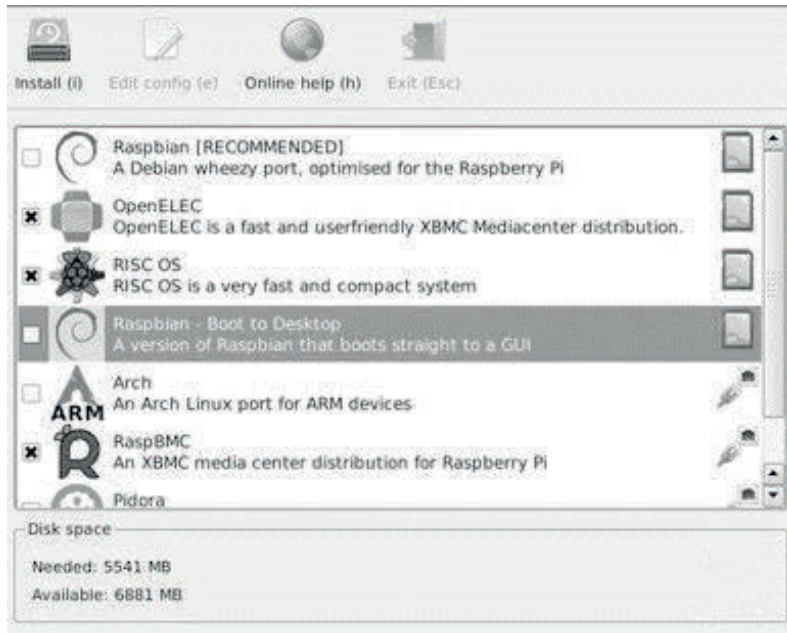 Install (i) Edit config (e) Online help (h) Exit (Esc)
Raspbian [RECOMMENDED]
A Debian wheezy port, optimised for the Raspberry Pi
OpenELEC
OpenELEC is a fast and userfriendly XBMC Mediacenter distribution.
RISC OS
RISC OS is a very fast and compact system
Raspbian - Boot to Desktop
A version of Raspbian that boots straight to a GUI
Arch
An Arch Linux port for ARM devices
ARM
RaspBMC
An XBMC media center distribution for Raspberry Pi
Pidora
Disk space
Needed: 5541 MB
Available: 6881 MB